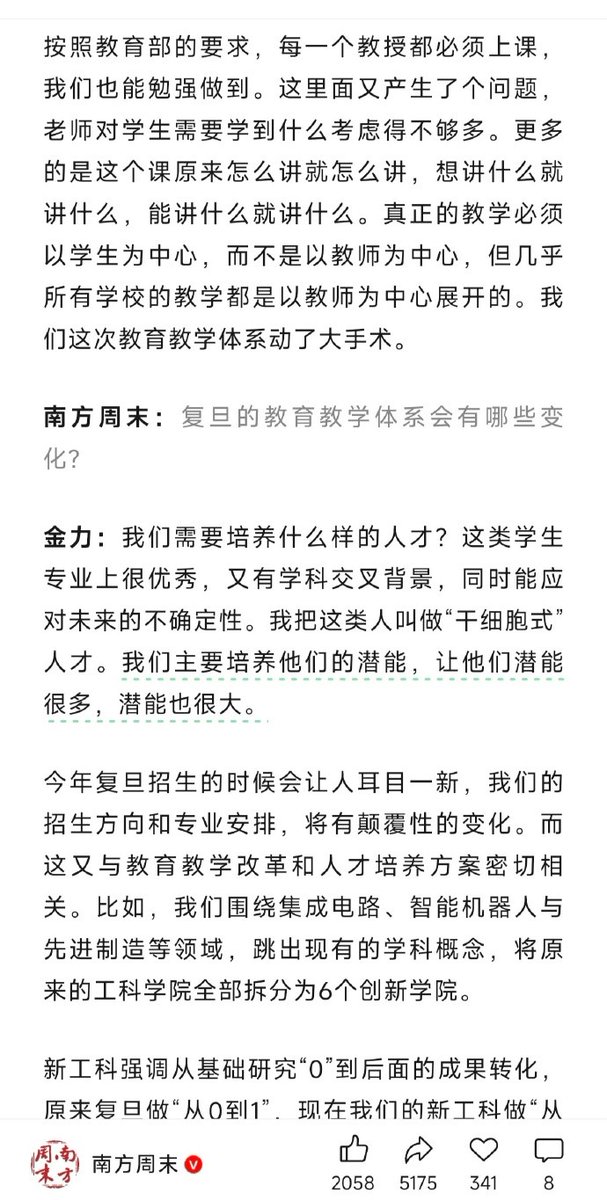 按照教育部的要求，每一个教授都必须上课，
我们也能勉强做到。这里面又产生了个问题，
老师对学生需要学到什么考虑得不够多。更多
的是这个课原来怎么讲就怎么讲，想讲什么就
讲什么，能讲什么就讲什么。真正的教学必须
以学生为中心，而不是以教师为中心，但几乎
所有学校的教学都是以教师为中心展开的。我
们这次教育教学体系动了大手术。
南方周末：复旦的教育教学体系会有哪些变
化？
金力：我们需要培养什么样的人才？这类学生
专业上很优秀，又有学科交叉背景，同时能应
对未来的不确定性。我把这类人叫做“干细胞式”
人才。我们主要培养他们的潜能，让他们潜能
很多，潜能也很大。
今年复旦招生的时候会让人耳目一新，我们的
招生方向和专业安排，将有颠覆性的变化。而
这又与教育教学改革和人才培养方案密切相
关。比如，我们围绕集成电路、智能机器人与
先进制造等领域，跳出现有的学科概念，将原
来的工科学院全部拆分为6个创新学院。
新工科强调从基础研究“0”到后面的成果转化，
原来复旦做“从0到1”，现在我们的新工科做“从
南方周末
南方周末
2058
5175
341
8